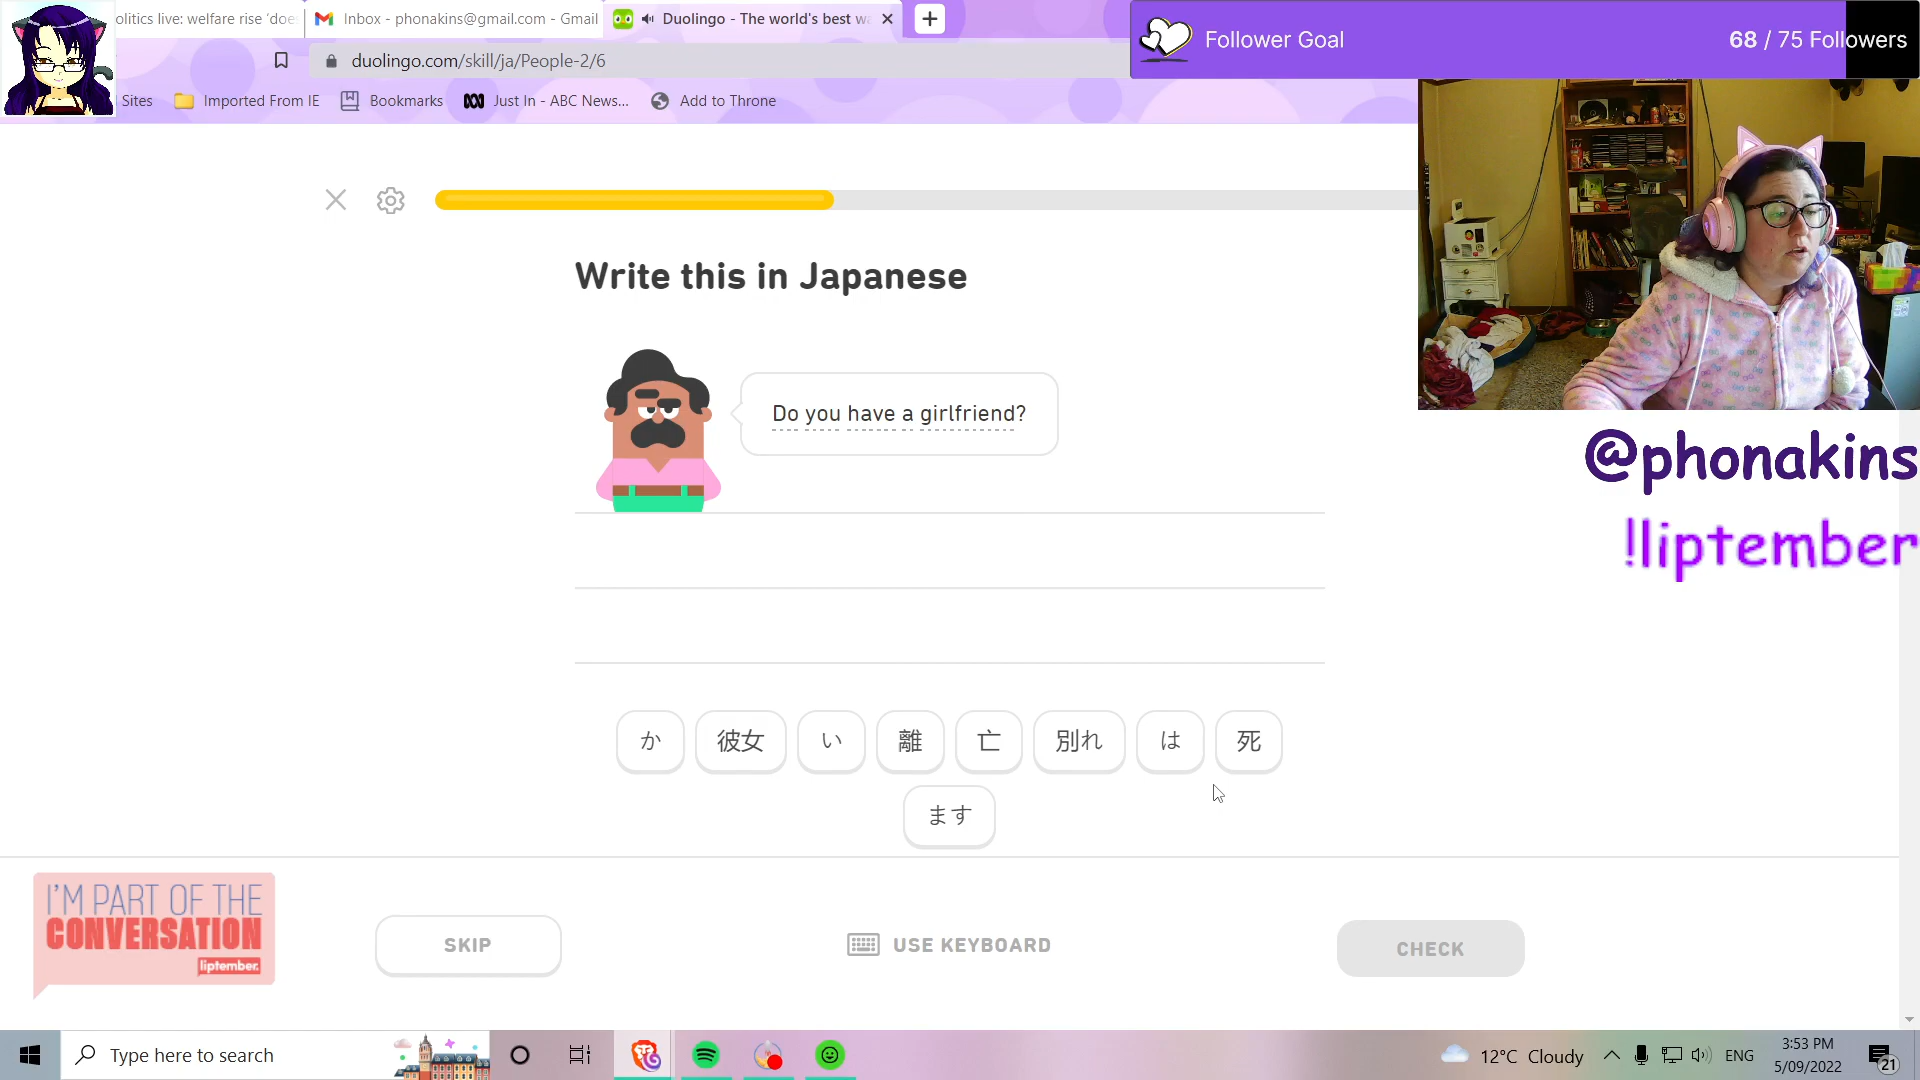 olitics live: welfare rise 'does
Inbox - phonakins@gmail.com - Gmail
Duolingo - The world's best wa
Follower Goal
68 / 75 Followers
duolingo.com/skill/ja/People-2/6
Sites
Imported From IE
Bookmarks
Just In - ABC News...
Add to Throne
Write this in Japanese
Do you have a girlfriend?
@phonakins
!liptember
か
彼女
い
離
亡
別れ
は
死
ます
I'M PART OF THE
CONVERSATION
liptember.
SKIP
USE KEYBOARD
CHECK
Type here to search
12°C Cloudy
ENG
3:53 PM
5/09/2022
21